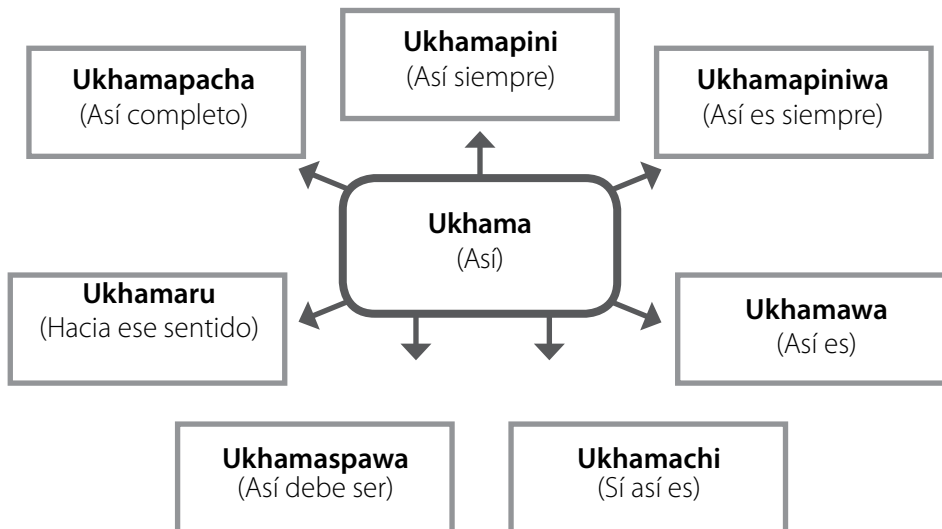 Ukhamapini
(Así siempre)
Ukhamapacha
(Así completo)
Ukhamapiniwa
(Así es siempre)
Ukhama
(Así)
Ukhamaru
(Hacia ese sentido)
Ukhamawa
(Así es)
Ukhamaspawa
(Así debe ser)
Ukhamachi
(Sí así es)